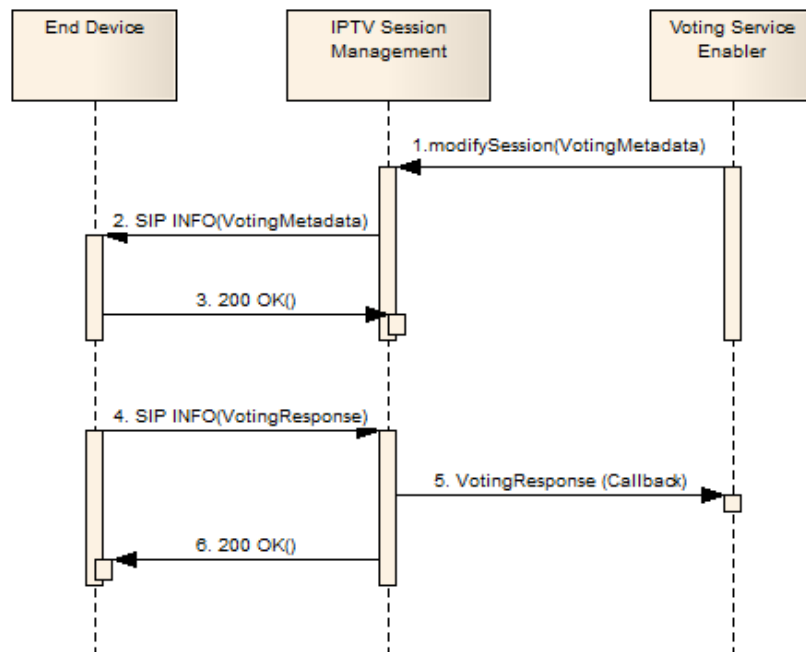 End Device
IPTV Session
Management
Voting Service
Enabler
1.modifySession(VotingMetadata)
2. SIP INFO(VotingMetadata)
3. 200 OK()
4. SIP INFO(VotingResponse)
5. VotingResponse (Callback)
6. 200 OK()